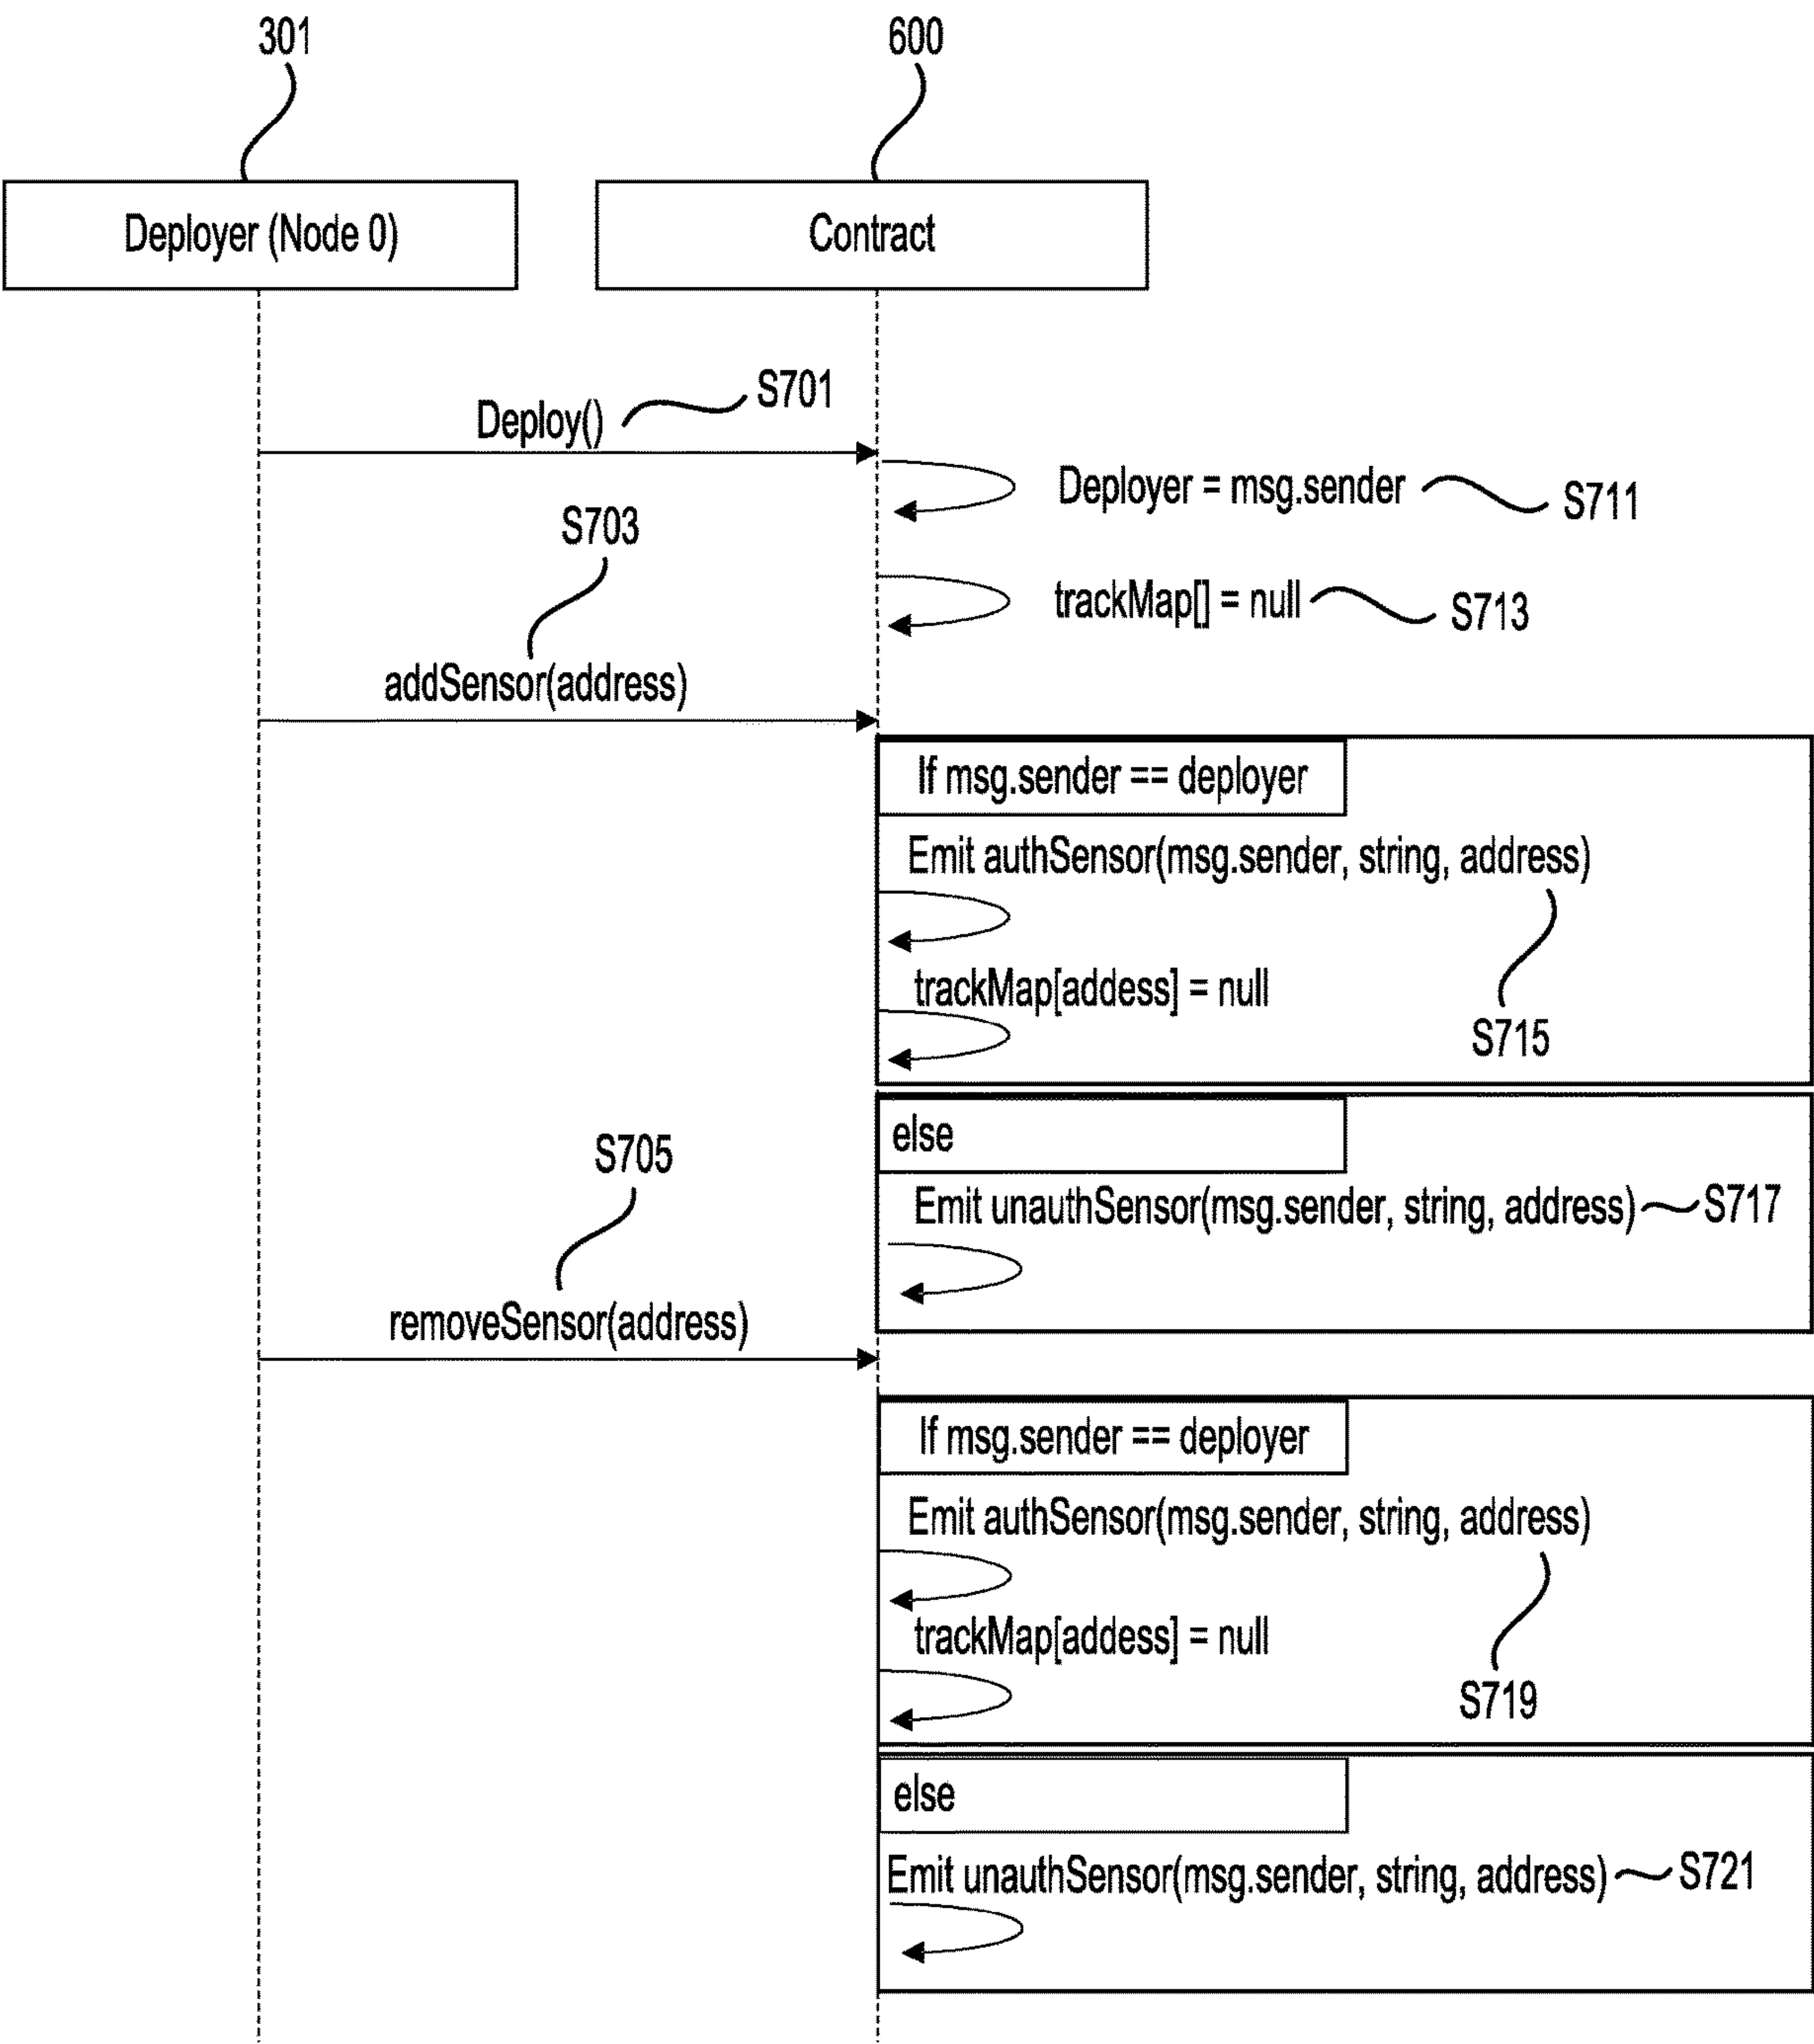 301
600
Deployer (Node 0)
Contract
S701
Deploy()
Deployer = msg.sender
S711
S703
trackMap[] = null
S713
addSensor(address)
If msg.sender == deployer
Emit authSensor(msg.sender, string, address)
trackMap[addess] = null
S715
else
S705
Emit unauthSensor(msg.sender, string, address)
S717
removeSensor(address)
If msg.sender == deployer
Emit authSensor(msg.sender, string, address)
trackMap[addess] = null
S719
else
Emit unauthSensor(msg.sender, string, address)
S721